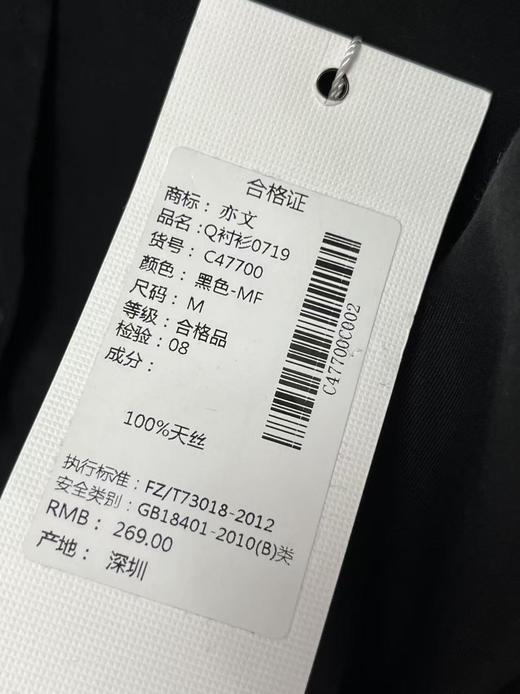 合格证
商标：亦文
品名：Q衬衫0719
货号：C47700
颜色：黑色-MF
尺码：M
等级：合格品
检验：08
成分：
100%天丝
执行标准：FZ/T73018-2012
安全类别：GB18401-2010(B)类
RMB：269.00
产地：深圳
C47700C002